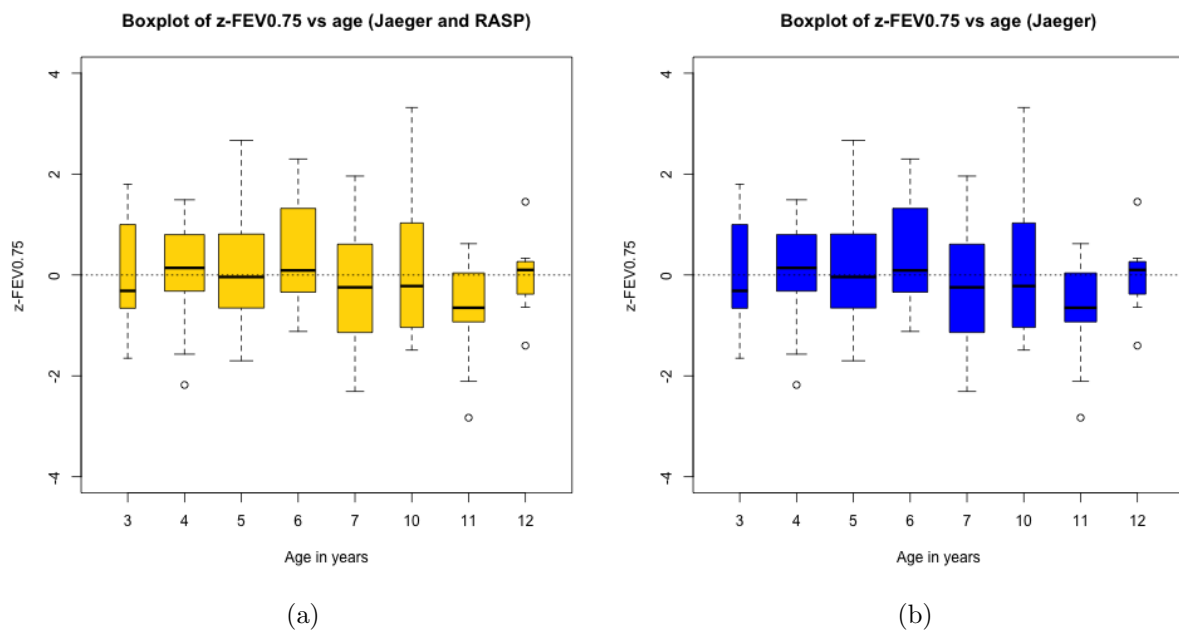 Boxplot of z-FEV0.75 vs age (Jaeger and RASP)
z-FEV0.75
4
2
0
-2
-4
3 4 5 6 7 10 11 12
Age in years
(a)
Boxplot of z-FEV0.75 vs age (Jaeger)
z-FEV0.75
4
2
0
-2
-4
3 4 5 6 7 10 11 12
Age in years
(b)